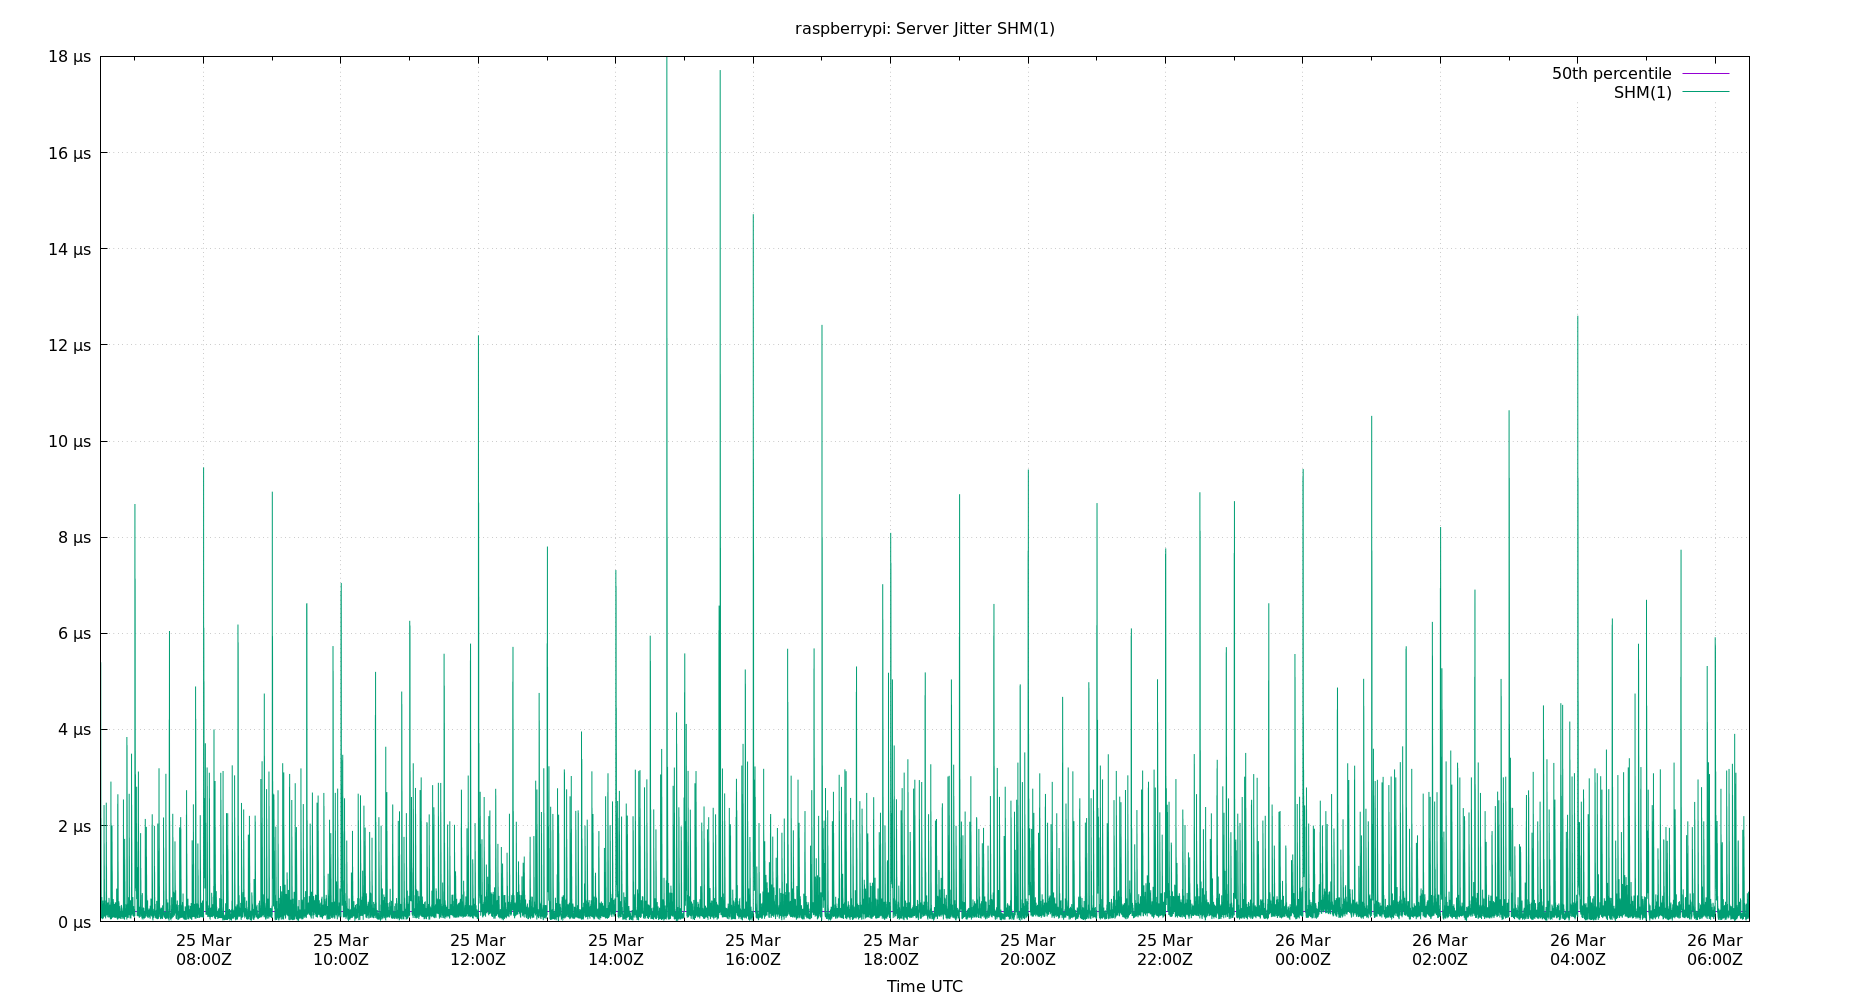 raspberrypi: Server Jitter SHM(1)
18 µs
16 µs
14 µs
12 µs
10 µs
8 µs
6 µs
4 µs
2 µs
0 µs
50th percentile
SHM(1)
25 Mar 25 Mar 25 Mar 25 Mar 25 Mar 25 Mar 25 Mar 25 Mar 26 Mar 26 Mar 26 Mar 26 Mar
08:00Z 10:00Z 12:00Z 14:00Z 16:00Z 18:00Z 20:00Z 22:00Z 00:00Z 02:00Z 04:00Z 06:00Z
Time UTC